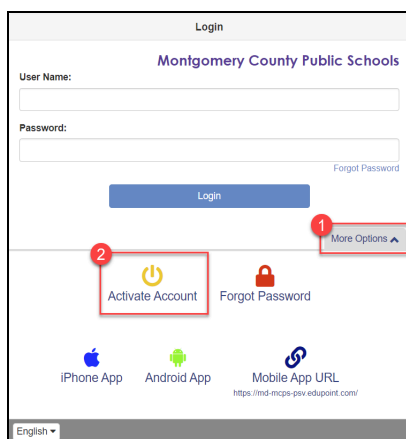 Login
Montgomery County Public Schools
User Name:
Password:
Forgot Password
Login
1
More Options
2
Activate Account Forgot Password
iPhone App Android App Mobile App URL
https://md-mcps-psv.edupoint.com/
English